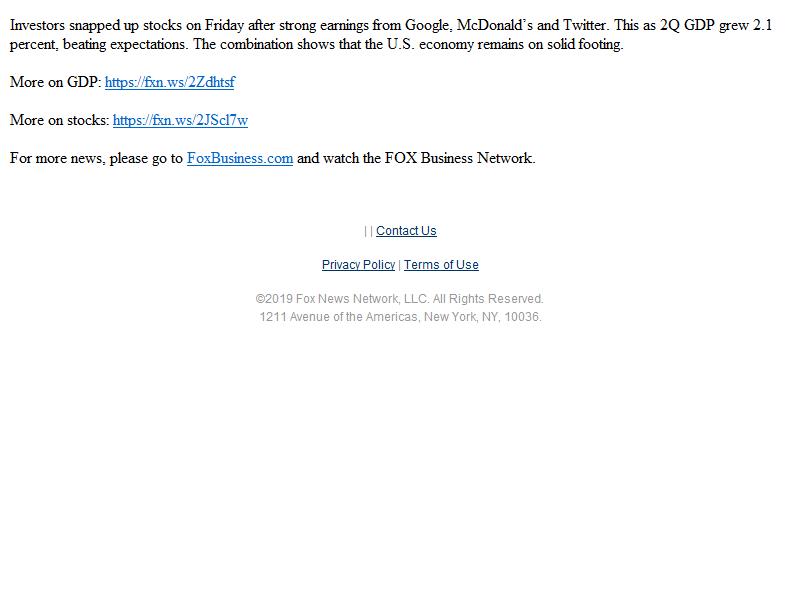 Investors snapped up stocks on Friday after strong earnings from Google, McDonald’s and Twitter. This as 2Q GDP grew 2.1
percent, beating expectations. The combination shows that the U.S. economy remains on solid footing.
More on GDP: https://fxn.ws/2Zdhtsf
More on stocks: https://fxn.ws/2JScl7w
For more news, please go to FoxBusiness.com and watch the FOX Business Network.
| | Contact Us
Privacy Policy | Terms of Use
©2019 Fox News Network, LLC. All Rights Reserved.
1211 Avenue of the Americas, New York, NY, 10036.